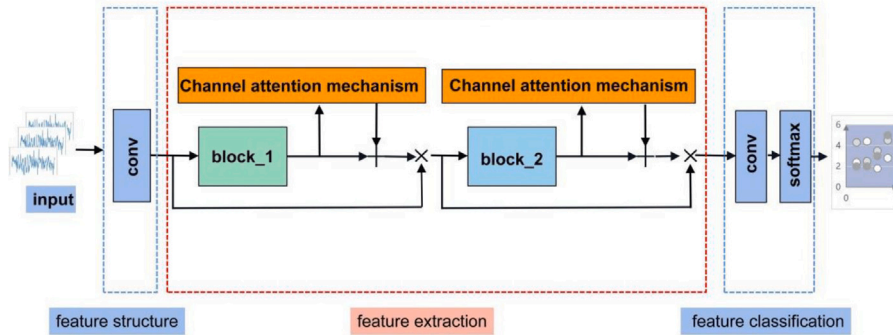 Channel attention mechanism
Channel attention mechanism
input
conv
block_1
block_2
conv
softmax
6
4
2
0
0
feature structure
feature extraction
feature classification